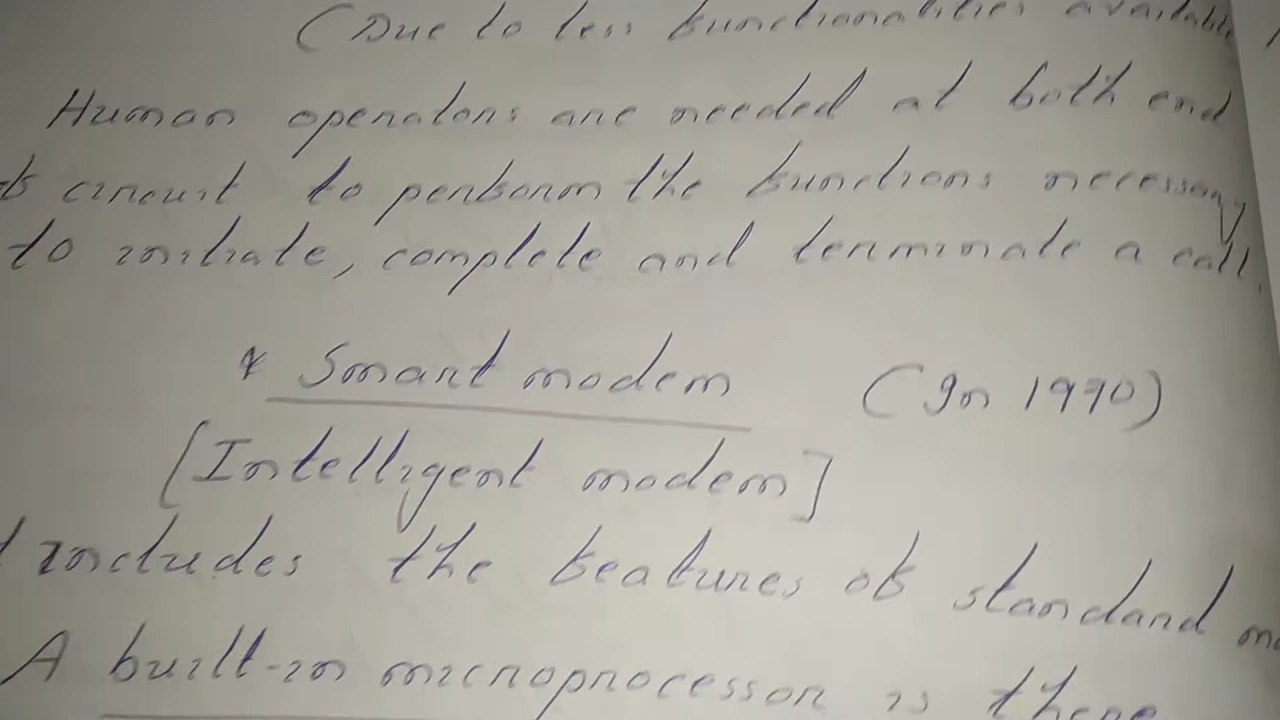 (Due to less functionalities available
Human operators are needed at both end
of circuit to perform the functions necessary
to initiate, complete and terminate a call.
* Smart modem (In 1970)
[Intelligent modem]
includes the features of standard
A built-in microprocessor is there